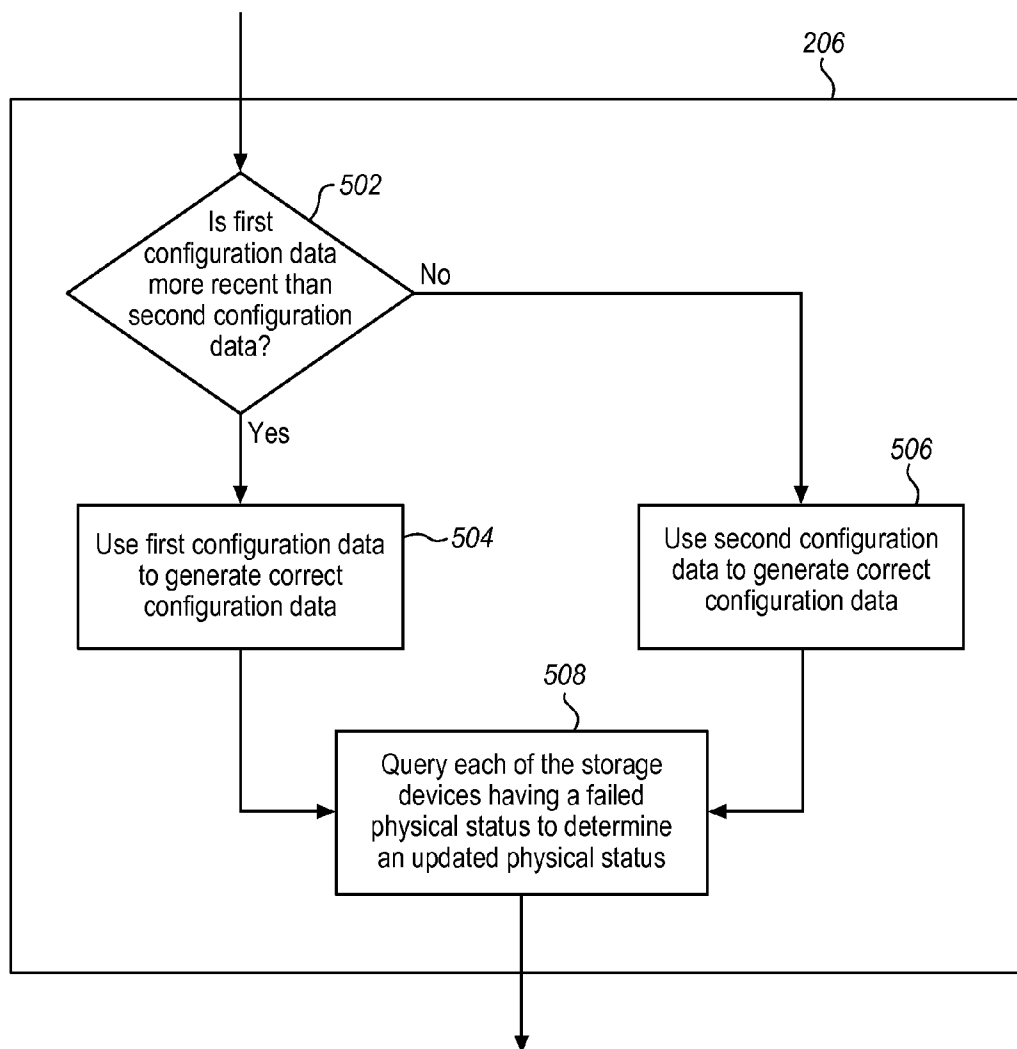 206
502
Is first
configuration data
more recent than
second configuration
data?
No
Yes
504
Use first configuration data
to generate correct
configuration data
506
Use second configuration
data to generate correct
configuration data
508
Query each of the storage
devices having a failed
physical status to determine
an updated physical status